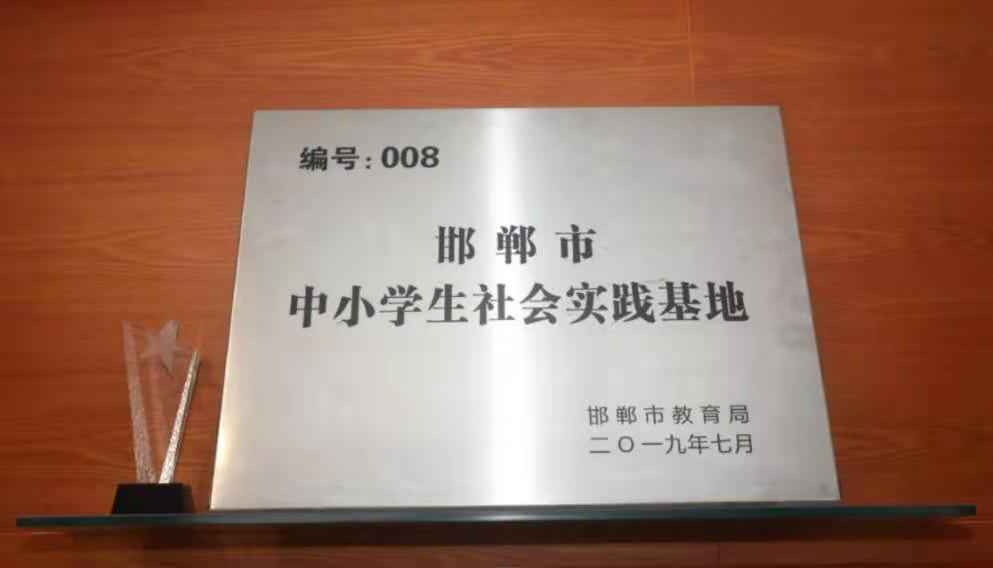 编号：008
邯郸市
中小学生社会实践基地
邯郸市教育局
二〇一九年七月